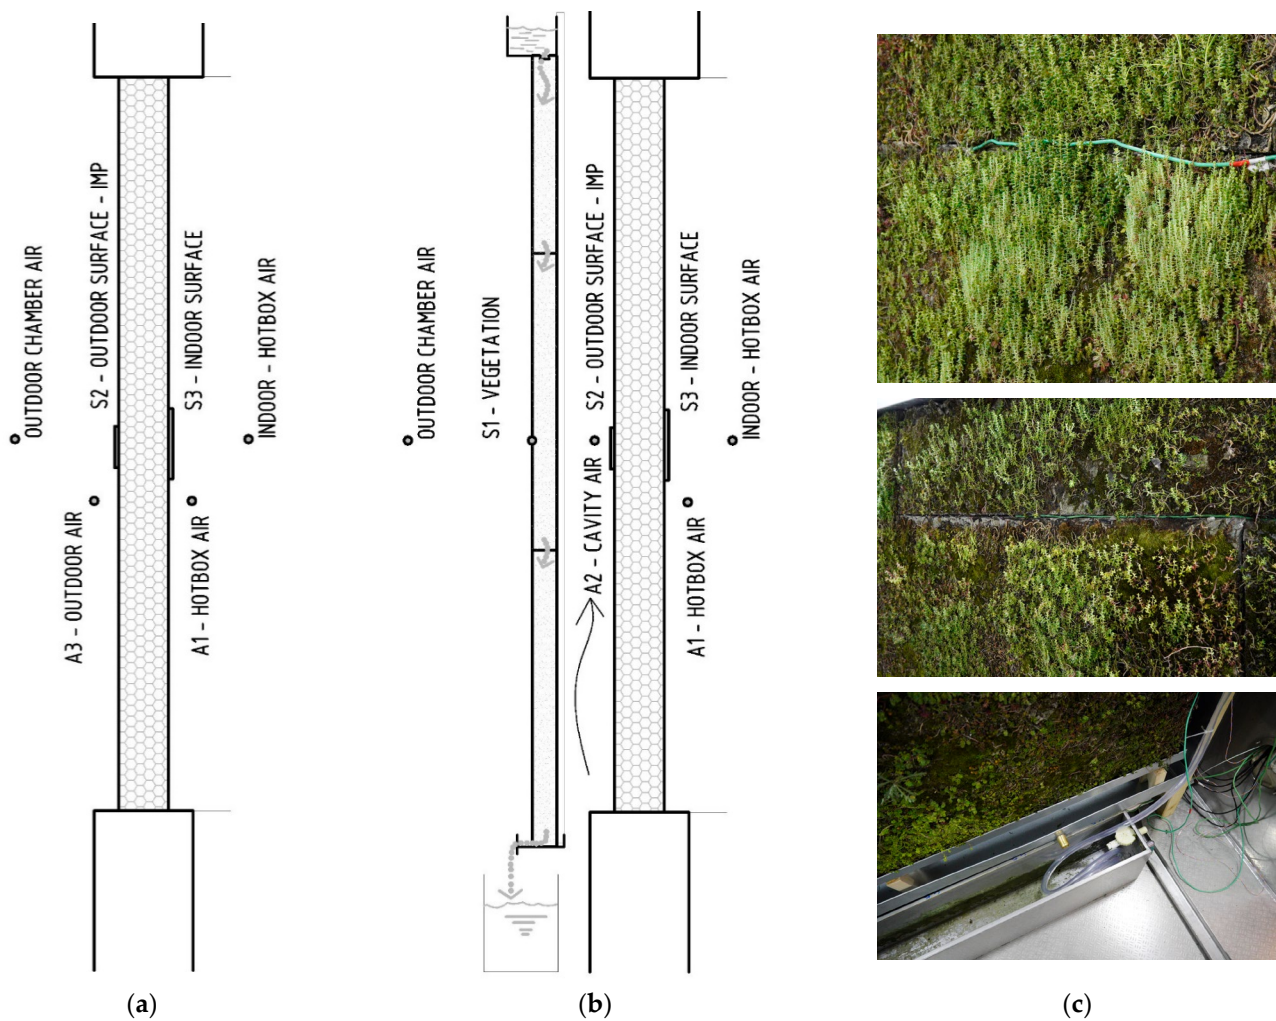 OUTDOOR CHAMBER AIR
A3 - OUTDOOR AIR
S2 - OUTDOOR SURFACE - IMP
S3 - INDOOR SURFACE
A1 - HOTBOX AIR
INDOOR - HOTBOX AIR
OUTDOOR CHAMBER AIR
S1 - VEGETATION
A2 - CAVITY AIR
S2 - OUTDOOR SURFACE - IMP
S3 - INDOOR SURFACE
A1 - HOTBOX AIR
INDOOR - HOTBOX AIR
(a)
(b)
(c)